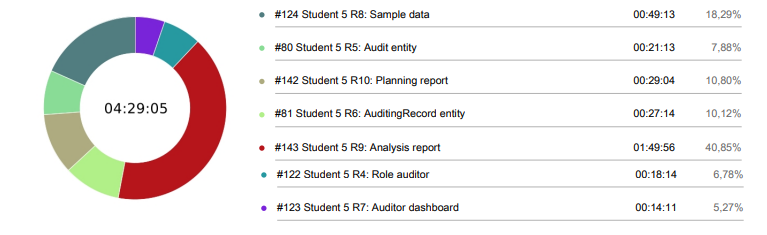 04:29:05
#124 Student 5 R8: Sample data 00:49:13 18,29%
#80 Student 5 R5: Audit entity 00:21:13 7,88%
#142 Student 5 R10: Planning report 00:29:04 10,80%
#81 Student 5 R6: AuditingRecord entity 00:27:14 10,12%
#143 Student 5 R9: Analysis report 01:49:56 40,85%
#122 Student 5 R4: Role auditor 00:18:14 6,78%
#123 Student 5 R7: Auditor dashboard 00:14:11 5,27%